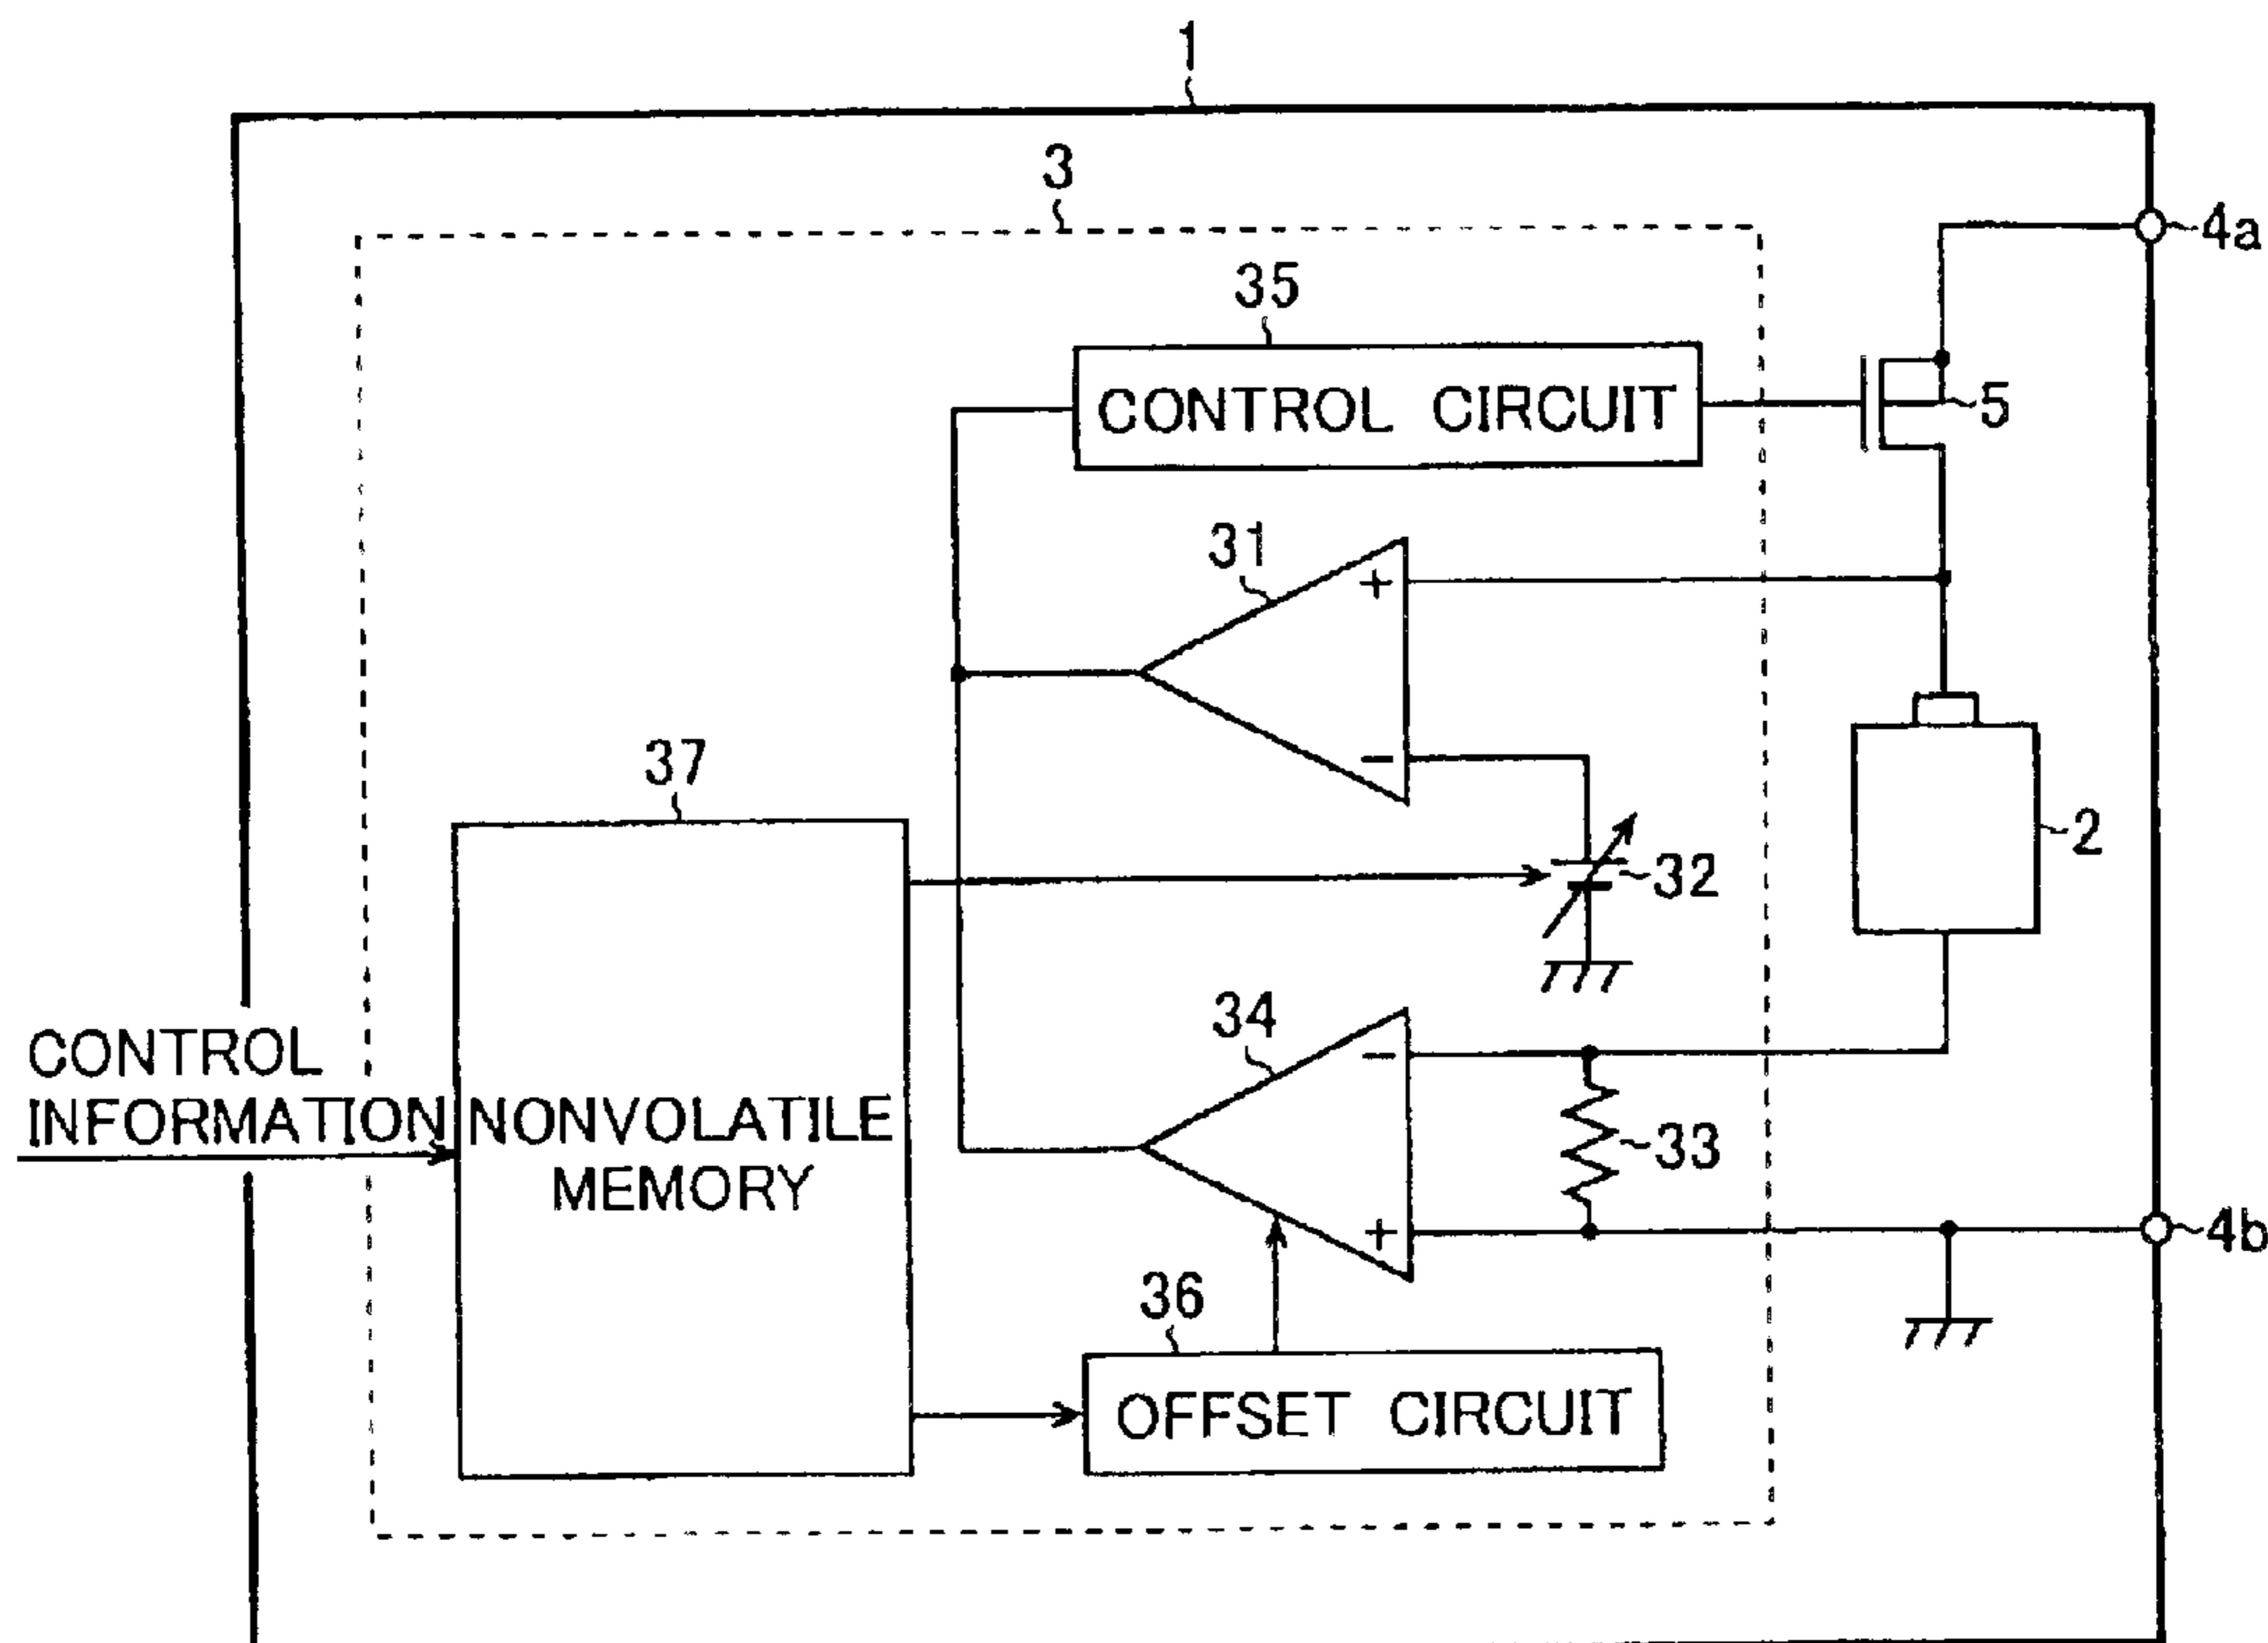 1
3
4a
35
CONTROL CIRCUIT
5
31
+
−
37
2
32
34
CONTROL
INFORMATION
NONVOLATILE
MEMORY
−
33
+
4b
36
OFFSET CIRCUIT